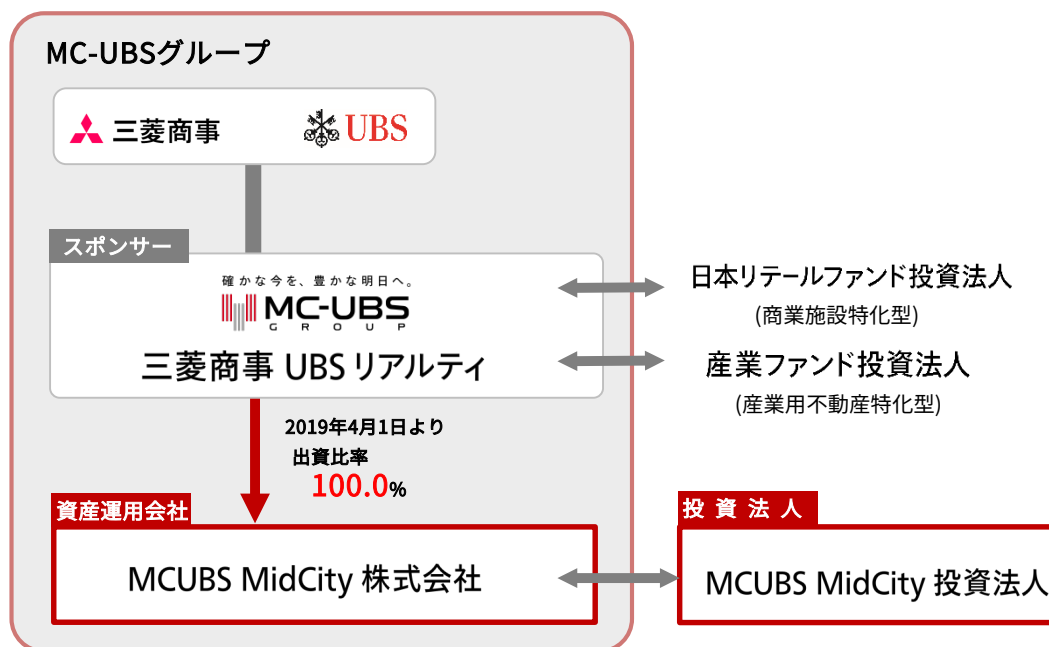 MC-UBSグループ
三菱商事
UBS
スポンサー
確かな今を、豊かな明日へ。
MC-UBS
GROUP
三菱商事 UBS リアルティ
日本リテールファンド投資法人
(商業施設特化型)
産業ファンド投資法人
(産業用不動産特化型)
2019年4月1日より
出資比率
100.0%
資産運用会社
MCUBS MidCity 株式会社
投資法人
MCUBS MidCity 投資法人